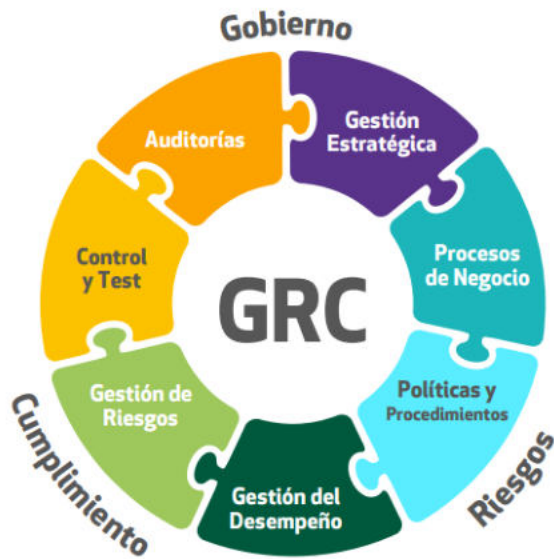 Gobierno
Auditorías
Gestión
Estratégica
Control
y Test
GRC
Procesos
de Negocio
Gestión de
Riesgos
Políticas y
Procedimientos
Cumplimiento
Gestión del
Desempeño
Riesgos